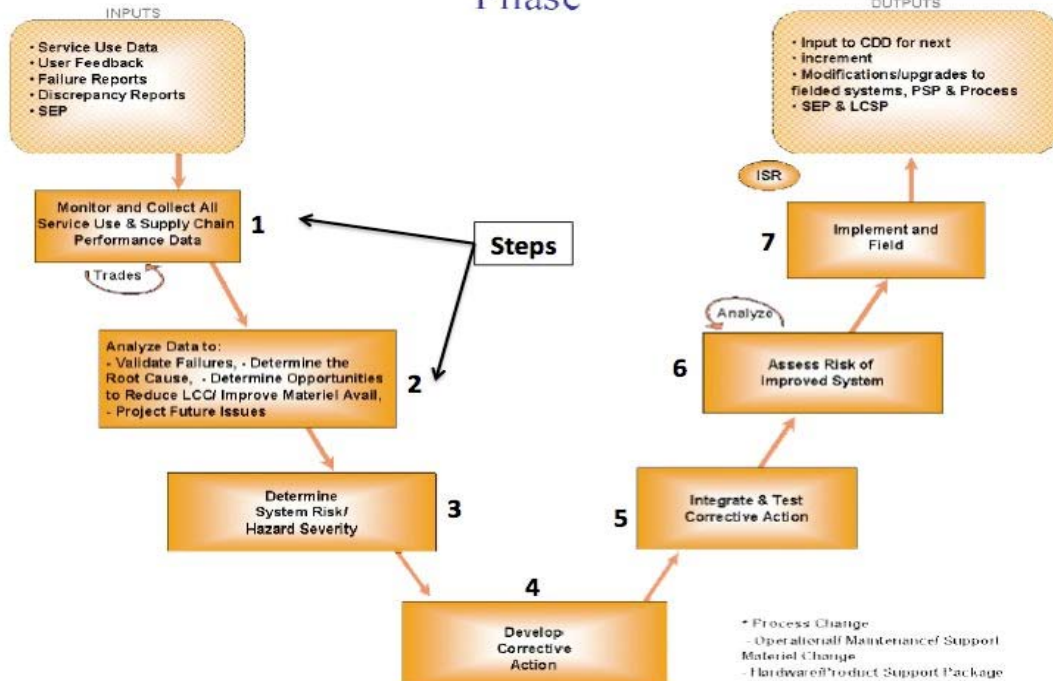 Phase
INPUTS
• Service Use Data
• User Feedback
• Failure Reports
• Discrepancy Reports
• SEP
Monitor and Collect All
Service Use & Supply Chain
Performance Data
1
Trades
Steps
Analyze Data to:
- Validate Failures, - Determine the
Root Cause, - Determine Opportunities
to Reduce LCC/ Improve Materiel Avail,
- Project Future Issues
2
Determine
System Risk/
Hazard Severity
3
4
Develop
Corrective
Action
5
Integrate & Test
Corrective Action
6
Analyze
Assess Risk of
Improved System
7
Implement and
Field
ISR
OUTPUTS
• Input to CDD for next
• Increment
• Modifications/upgrades to
fielded systems, PSP & Process
• SEP & LCSP
* Process Change
- Operational/ Maintenance/ Support
Materiel Change
- Hardware/Product Support Package